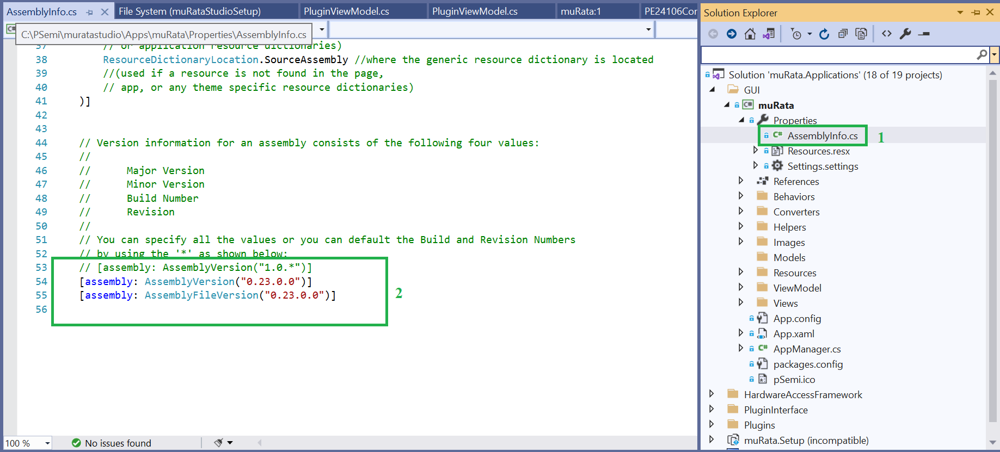 AssemblyInfo.cs
File System (muRataStudioSetup)
PluginViewModel.cs
PluginViewModel.cs
muRata:1
PE24106Cor
C:\PSemi\muratastudio\Apps\muRata\Properties\AssemblyInfo.cs
37 // or application resource dictionaries)
38 ResourceDictionaryLocation.SourceAssembly //where the generic resource dictionary is located
39 //(used if a resource is not found in the page,
40 // app, or any theme specific resource dictionaries)
41 )]
42
43
44 // Version information for an assembly consists of the following four values:
45 //
46 // Major Version
47 // Minor Version
48 // Build Number
49 // Revision
50 //
51 // You can specify all the values or you can default the Build and Revision Numbers
52 // by using the '*' as shown below:
53 // [assembly: AssemblyVersion("1.0.*")]
54 [assembly: AssemblyVersion("0.23.0.0")]
55 [assembly: AssemblyFileVersion("0.23.0.0")]
56
2
100 %
No issues found
Solution Explorer
Solution 'muRata.Applications' (18 of 19 projects)
GUI
C# muRata
Properties
C# AssemblyInfo.cs
1
Resources.resx
Settings.settings
References
Behaviors
Converters
Helpers
Images
Models
Resources
ViewModel
Views
App.config
App.xaml
C# AppManager.cs
packages.config
pSemi.ico
HardwareAccessFramework
PluginInterface
Plugins
muRata.Setup (incompatible)